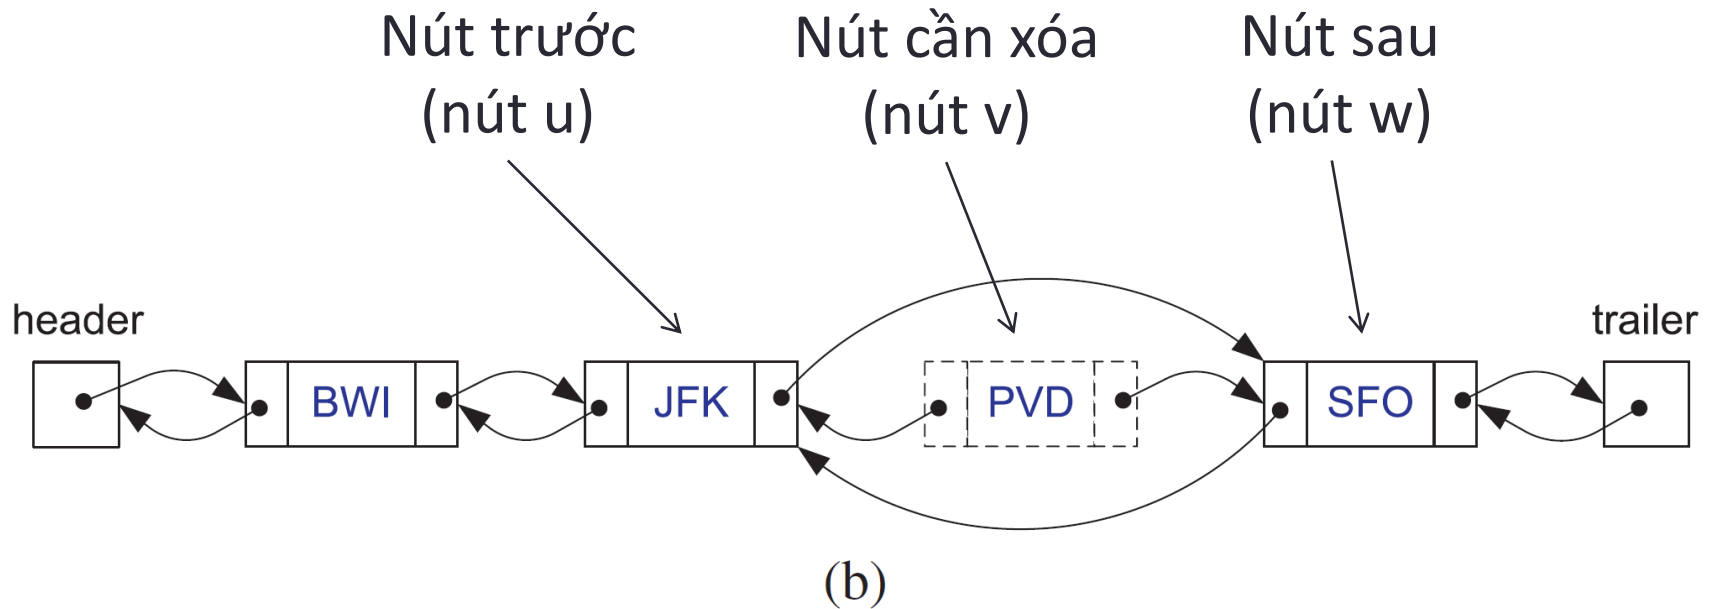 Nút trước
(nút u)
Nút cần xóa
(nút v)
Nút sau
(nút w)
header
trailer
BWI
JFK
PVD
SFO
(b)